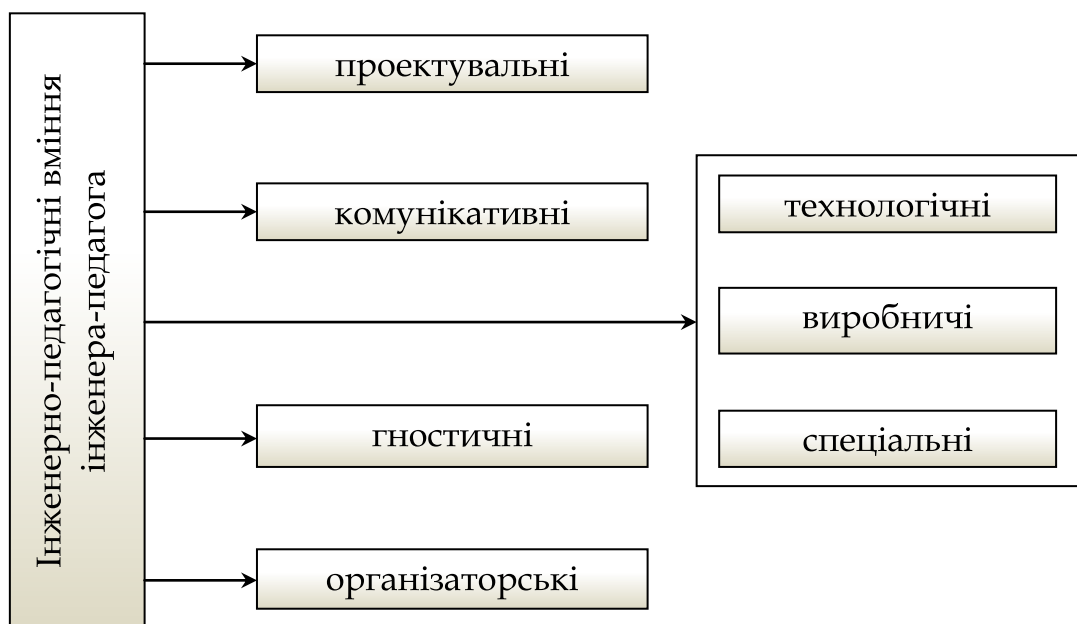 Інженерно-педагогічні вміння
інженера-педагога
проектувальні
комунікативні
гностичні
організаторські
технологічні
виробничі
спеціальні